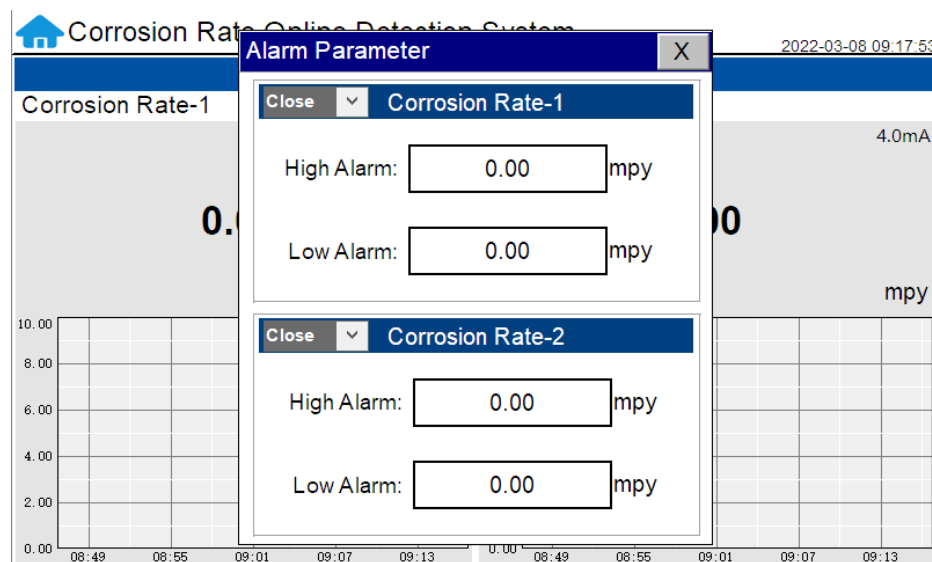 Corrosion Rate Online Detection System
2022-03-08 09:17:53
Alarm Parameter X
Corrosion Rate-1
Close Corrosion Rate-1
4.0mA
High Alarm: 0.00 mpy
Low Alarm: 0.00 mpy
mpy
Close Corrosion Rate-2
High Alarm: 0.00 mpy
Low Alarm: 0.00 mpy
10.00
8.00
6.00
4.00
2.00
0.00
08:49 08:55 09:01 09:07 09:13
0.00
08:49 08:55 09:01 09:07 09:13